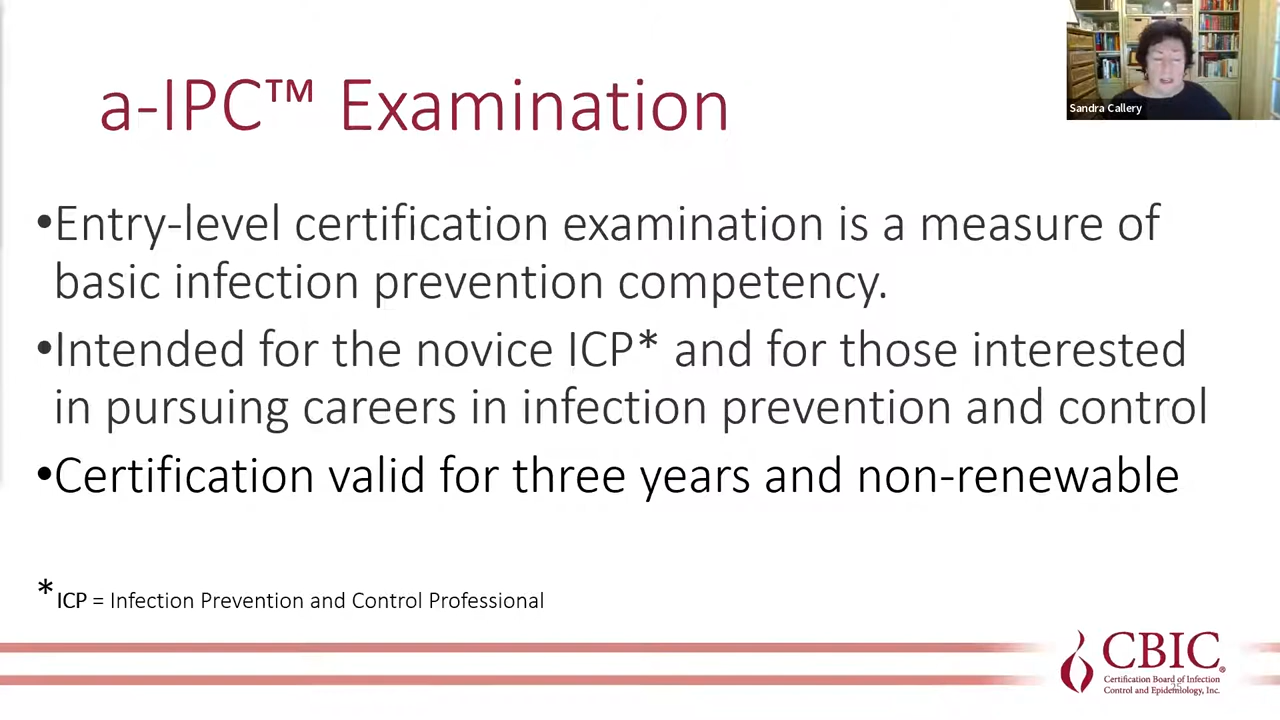 a-IPC™ Examination
Sandra Callery
•Entry-level certification examination is a measure of
basic infection prevention competency.
•Intended for the novice ICP* and for those interested
in pursuing careers in infection prevention and control
•Certification valid for three years and non-renewable
*ICP = Infection Prevention and Control Professional
CBIC®
Certification Board of Infection
Control and Epidemiology, Inc.